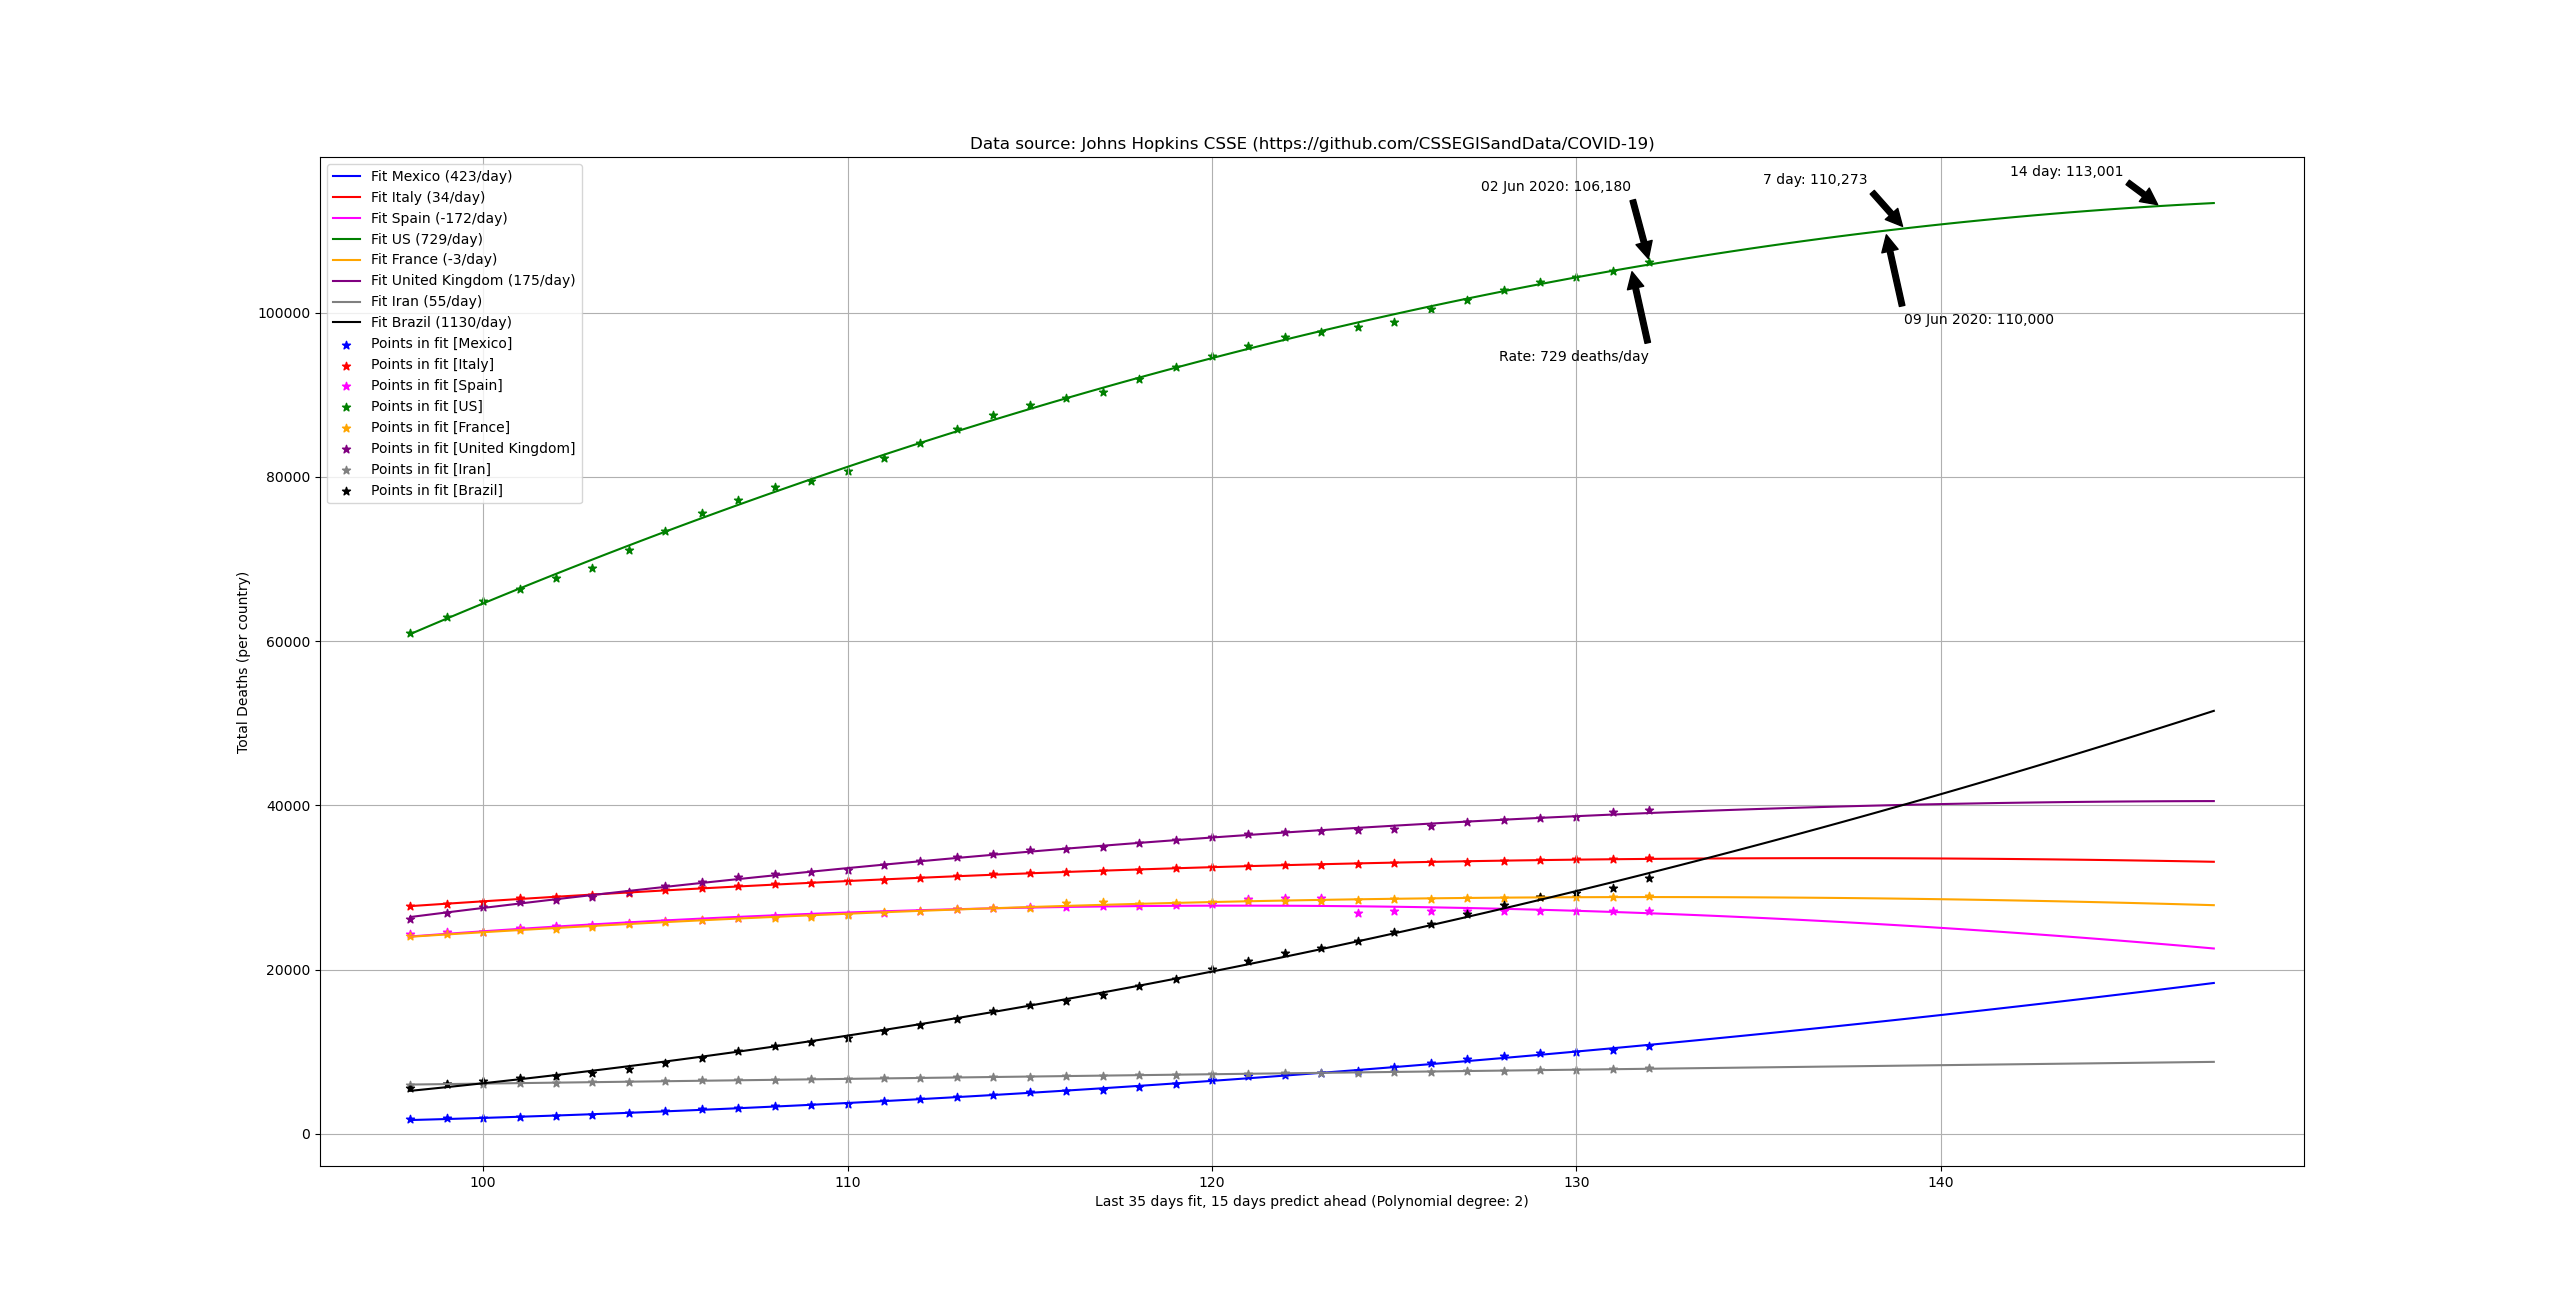 Data source: Johns Hopkins CSSE (https://github.com/CSSEGISandData/COVID-19)
Fit Mexico (423/day)
Fit Italy (34/day)
Fit Spain (-172/day)
Fit US (729/day)
Fit France (-3/day)
Fit United Kingdom (175/day)
Fit Iran (55/day)
Fit Brazil (1130/day)
Points in fit [Mexico]
Points in fit [Italy]
Points in fit [Spain]
Points in fit [US]
Points in fit [France]
Points in fit [United Kingdom]
Points in fit [Iran]
Points in fit [Brazil]
02 Jun 2020: 106,180
7 day: 110,273
14 day: 113,001
09 Jun 2020: 110,000
Rate: 729 deaths/day
Total Deaths (per country)
100000
80000
60000
40000
20000
0
100
110
120
130
140
Last 35 days fit, 15 days predict ahead (Polynomial degree: 2)